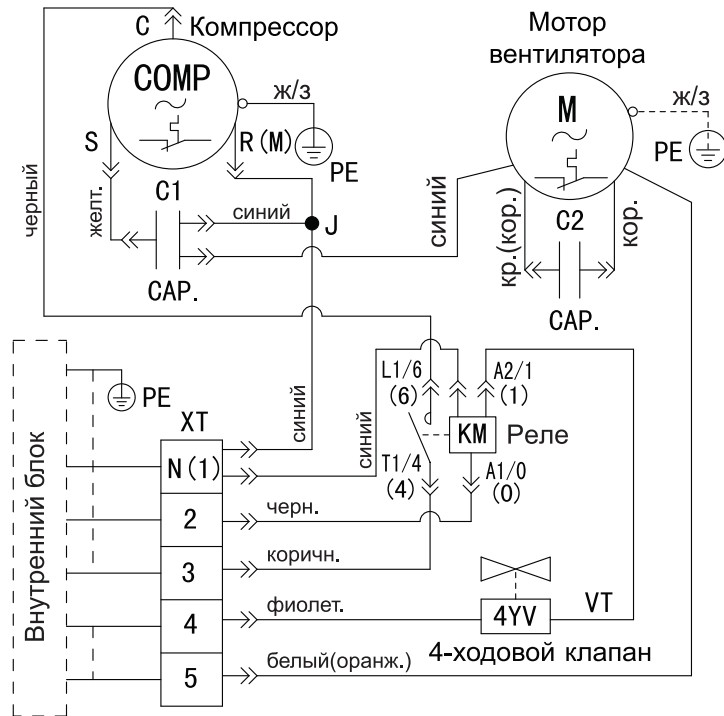 C
Компрессор
Мотор
вентилятора
COMP
M
ж/з
ж/з
S
R(M)
PE
PE
черный
желт.
C1
синий
J
синий
кр.(кор.)
C2
кор.
CAP.
CAP.
L1/6
(6)
A2/1
(1)
PE
XT
синий
синий
KM
Реле
N(1)
T1/4
(4)
A1/0
(0)
2
черн.
3
коричн.
4
фиолет.
4YV
VT
4-ходовой клапан
5
белый(оранж.)
Внутренний блок